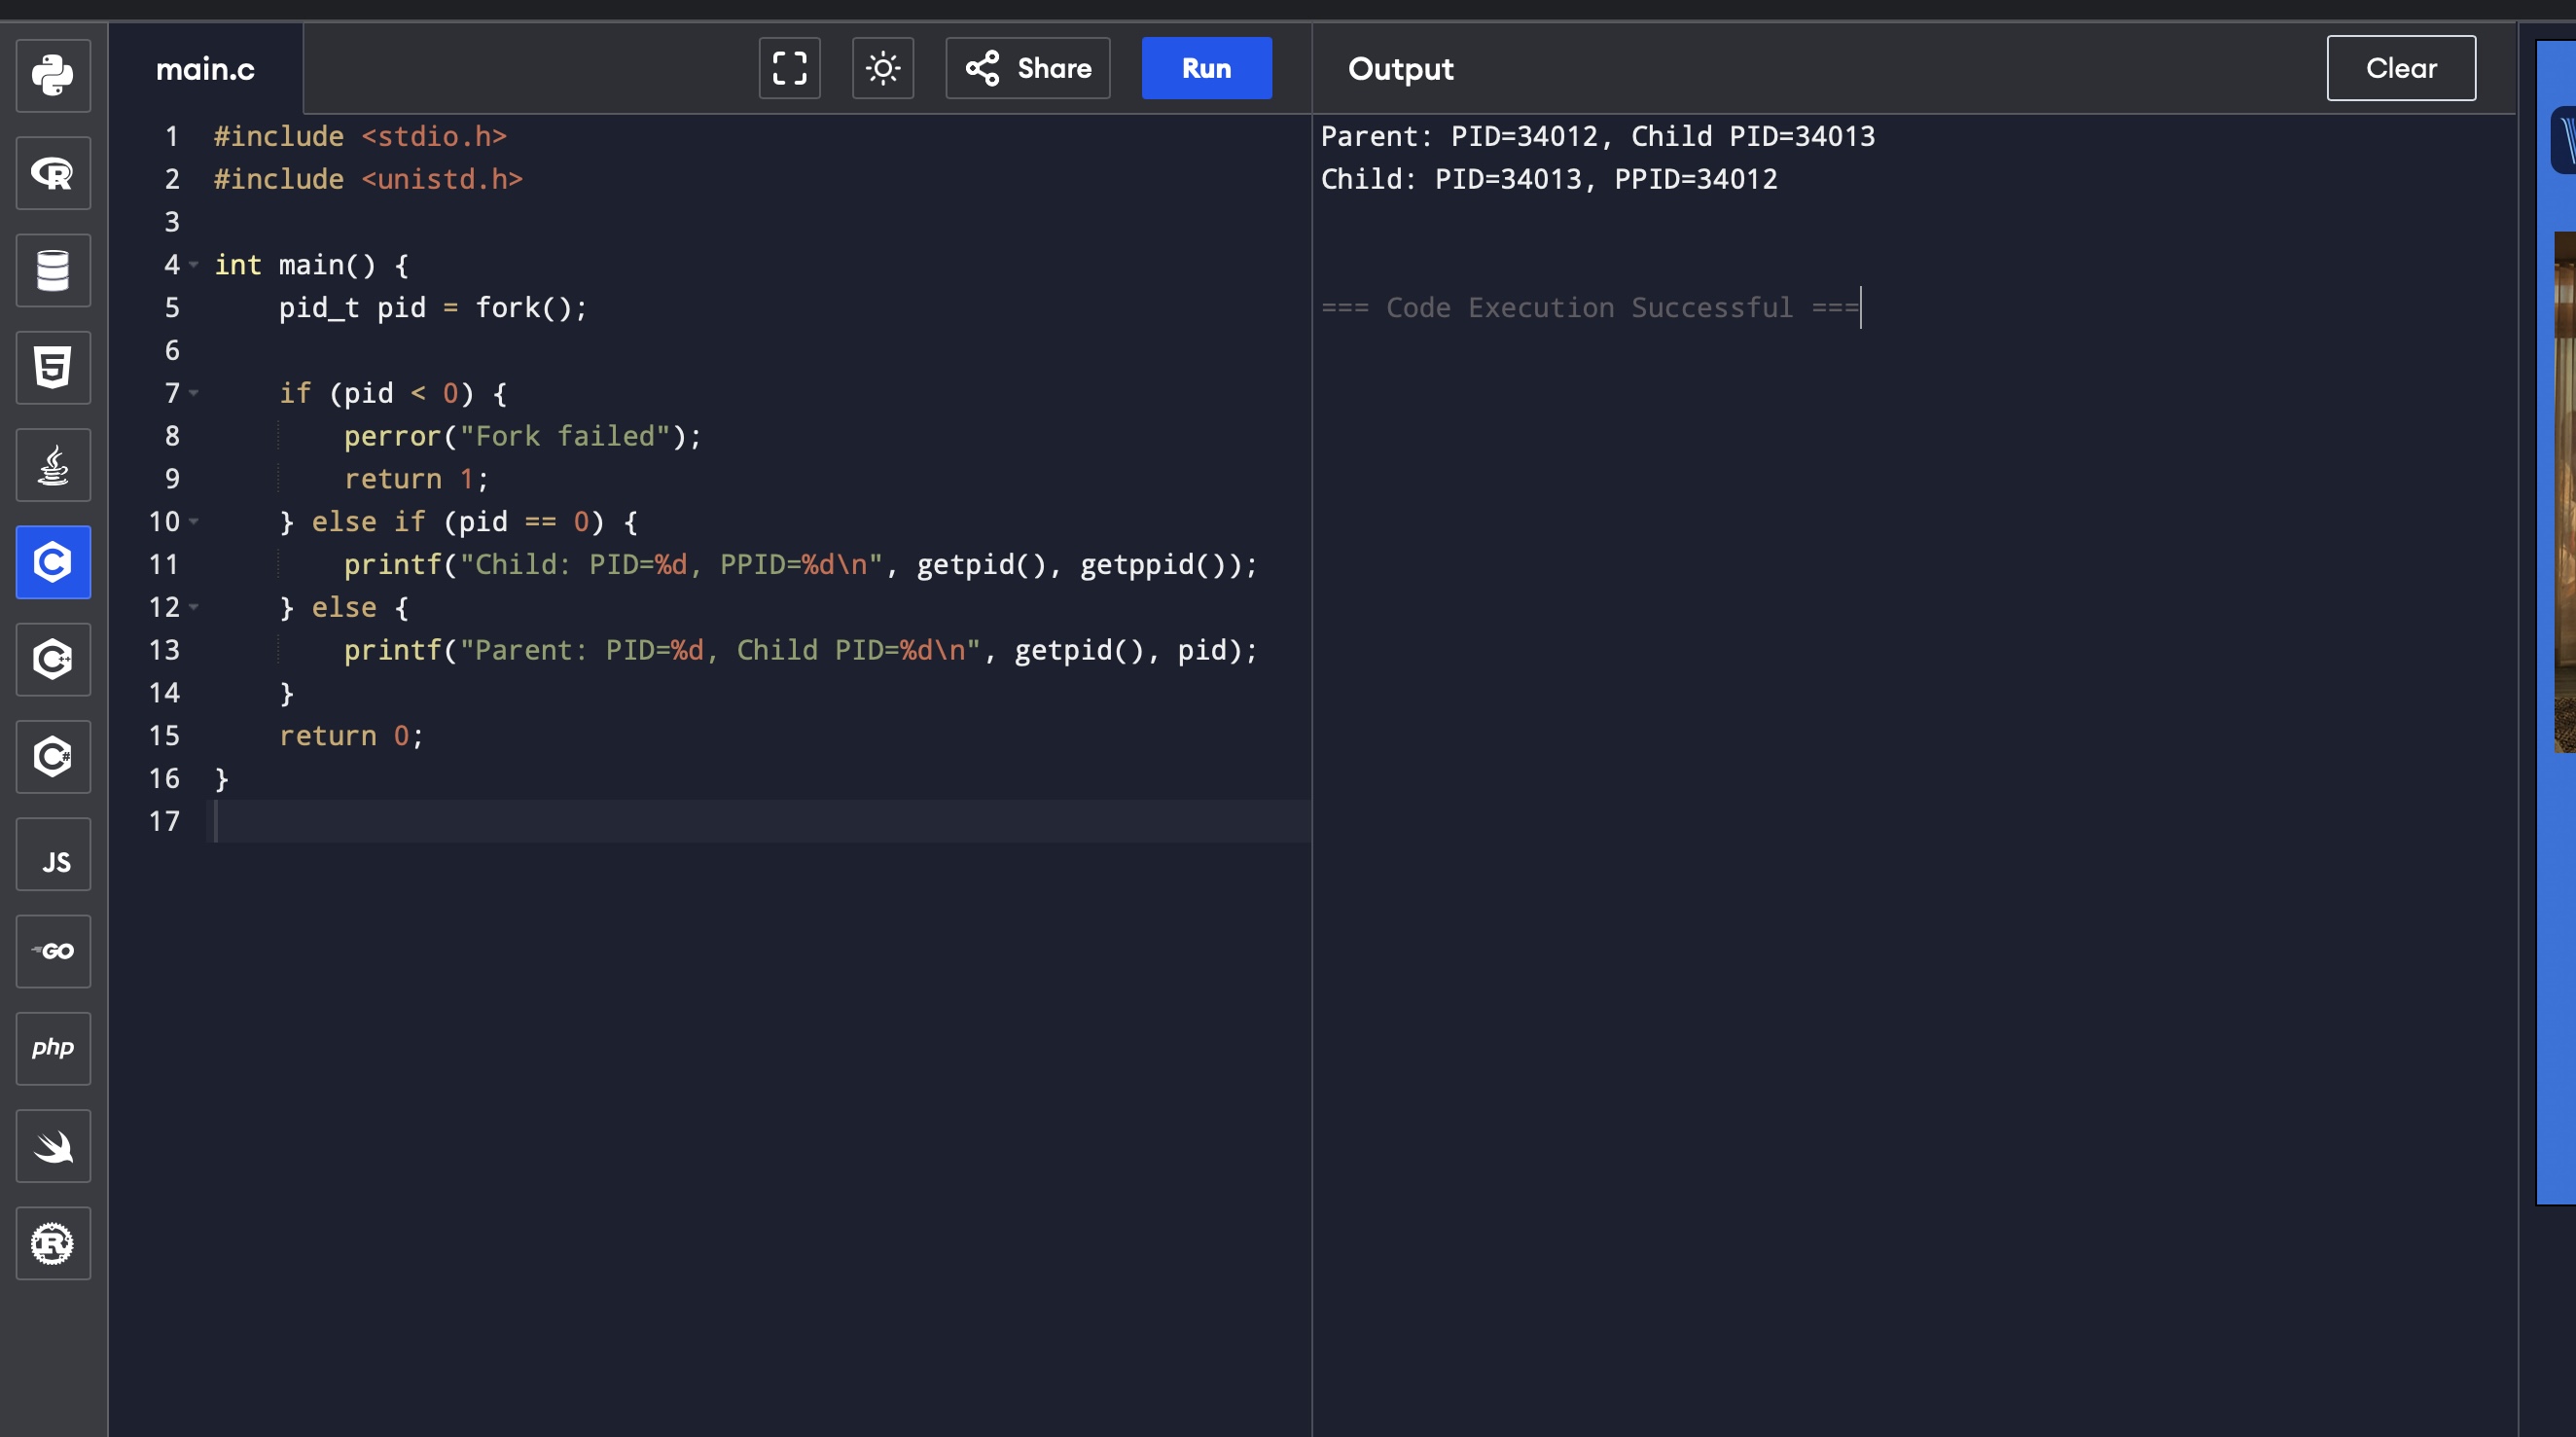 main.c
Share
Run
Output
Clear
1 #include <stdio.h>
2 #include <unistd.h>
3
4 int main() {
5     pid_t pid = fork();
6
7     if (pid < 0) {
8         perror("Fork failed");
9         return 1;
10     } else if (pid == 0) {
11         printf("Child: PID=%d, PPID=%d\n", getpid(), getppid());
12     } else {
13         printf("Parent: PID=%d, Child PID=%d\n", getpid(), pid);
14     }
15     return 0;
16 }
17
Parent: PID=34012, Child PID=34013
Child: PID=34013, PPID=34012
=== Code Execution Successful ===
R
5
C
C++
C#
JS
GO
php
R